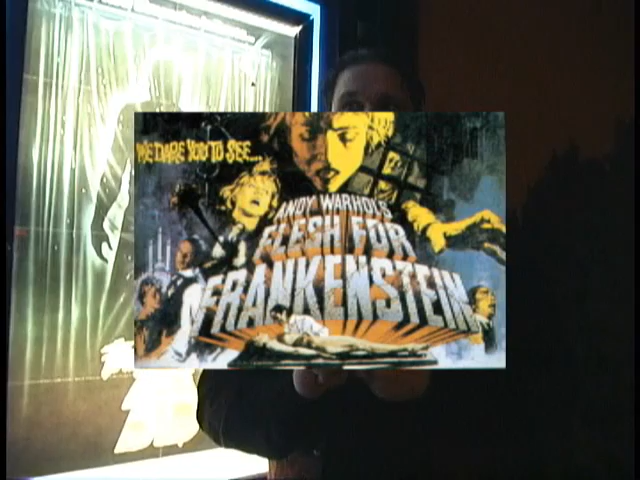 WE DARE YOU TO SEE...
ANDY WARHOL'S
FLESH FOR
FRANKENSTEIN